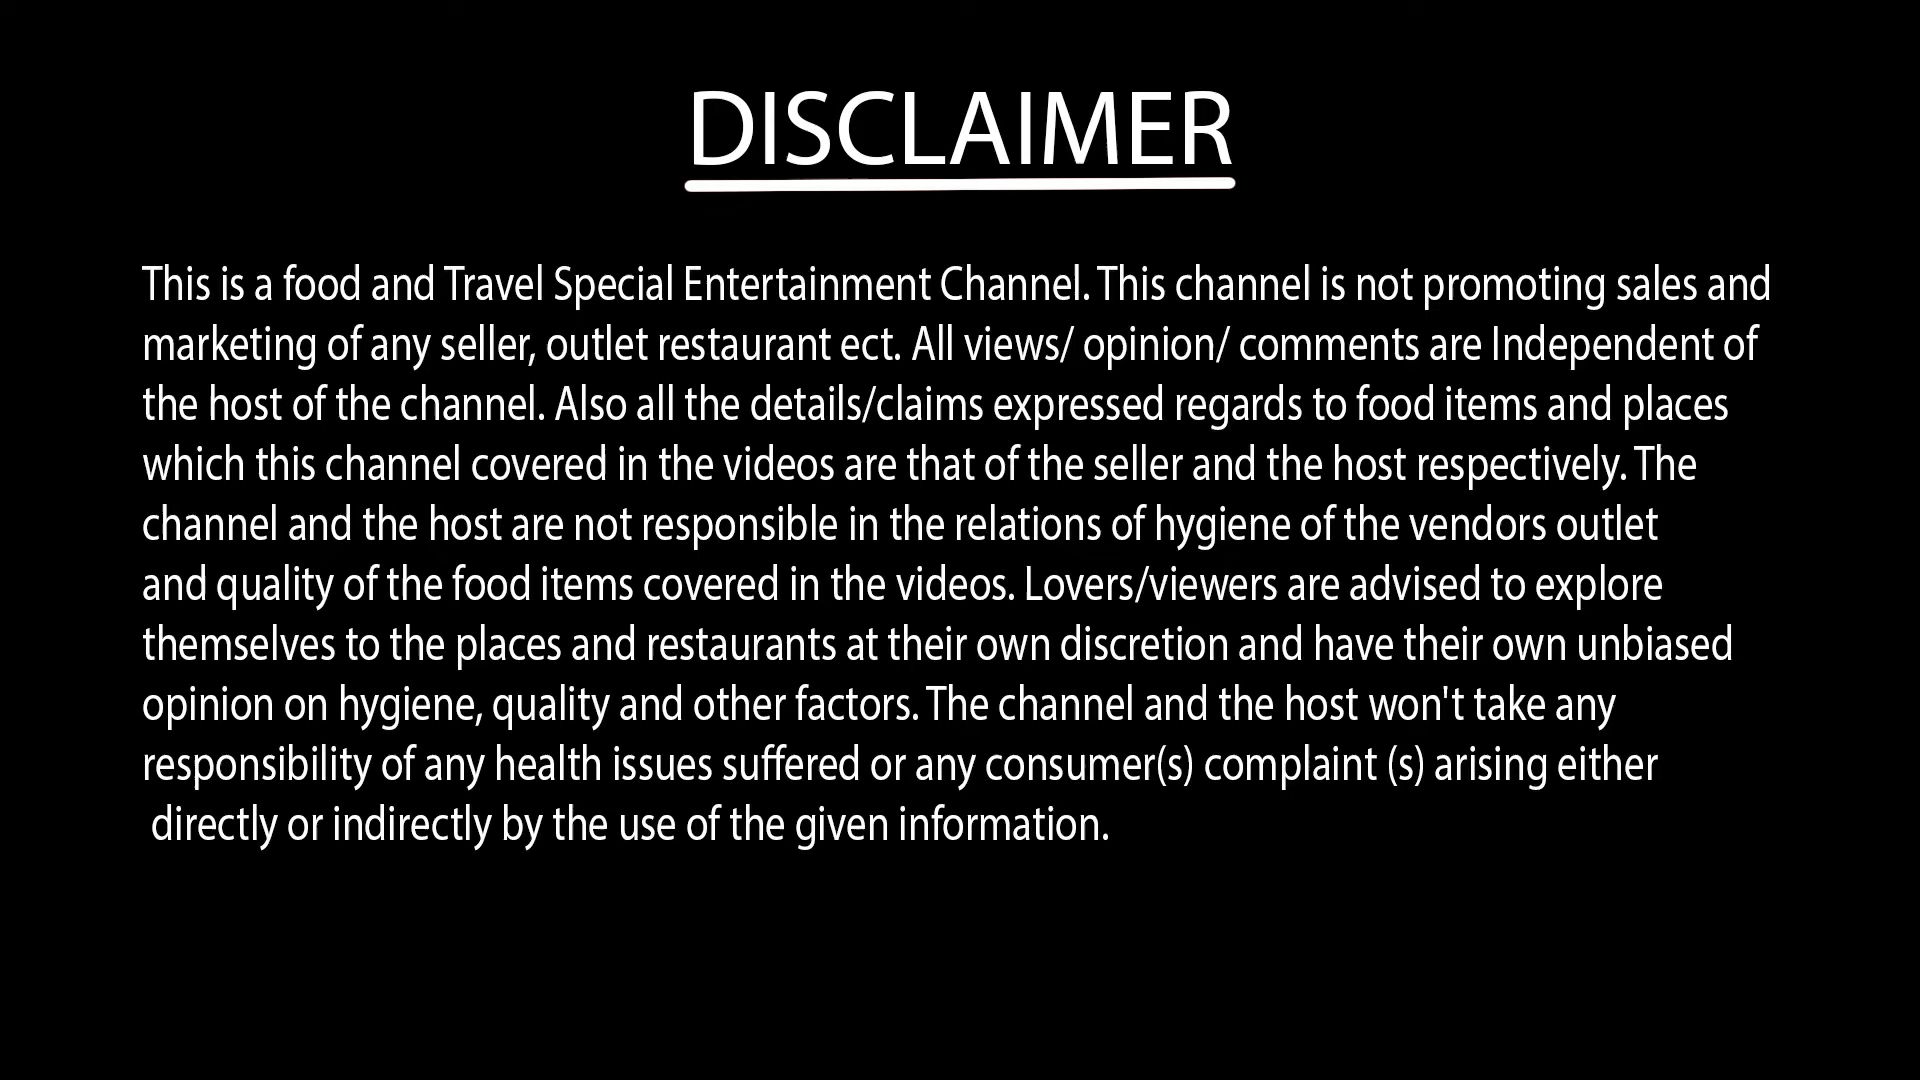 DISCLAIMER
This is a food and Travel Special Entertainment Channel. This channel is not promoting sales and
marketing of any seller, outlet restaurant ect. All views/ opinion/ comments are Independent of
the host of the channel. Also all the details/claims expressed regards to food items and places
which this channel covered in the videos are that of the seller and the host respectively. The
channel and the host are not responsible in the relations of hygiene of the vendors outlet
and quality of the food items covered in the videos. Lovers/viewers are advised to explore
themselves to the places and restaurants at their own discretion and have their own unbiased
opinion on hygiene, quality and other factors. The channel and the host won't take any
responsibility of any health issues suffered or any consumer(s) complaint (s) arising either
directly or indirectly by the use of the given information.